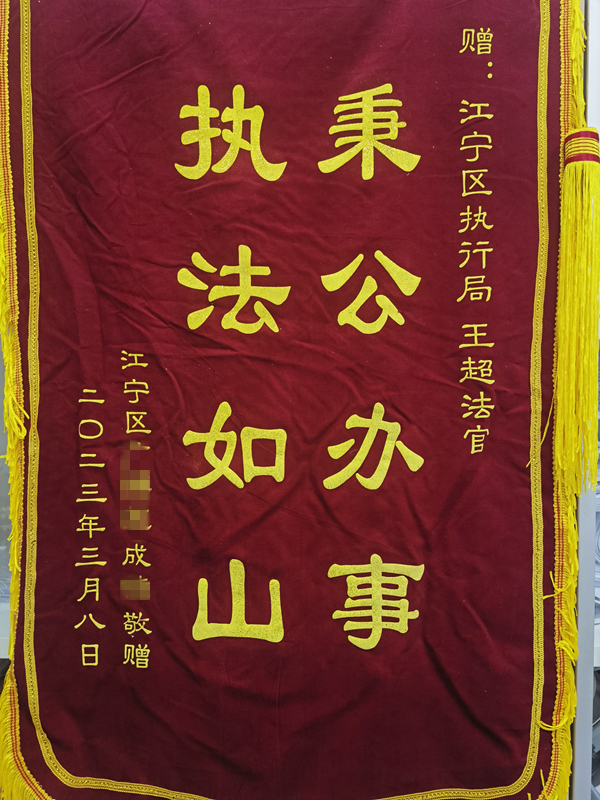 赠：江宁区执行局 王超法官
秉公办事
执法如山
江宁区 成 敬赠
二〇二三年三月八日